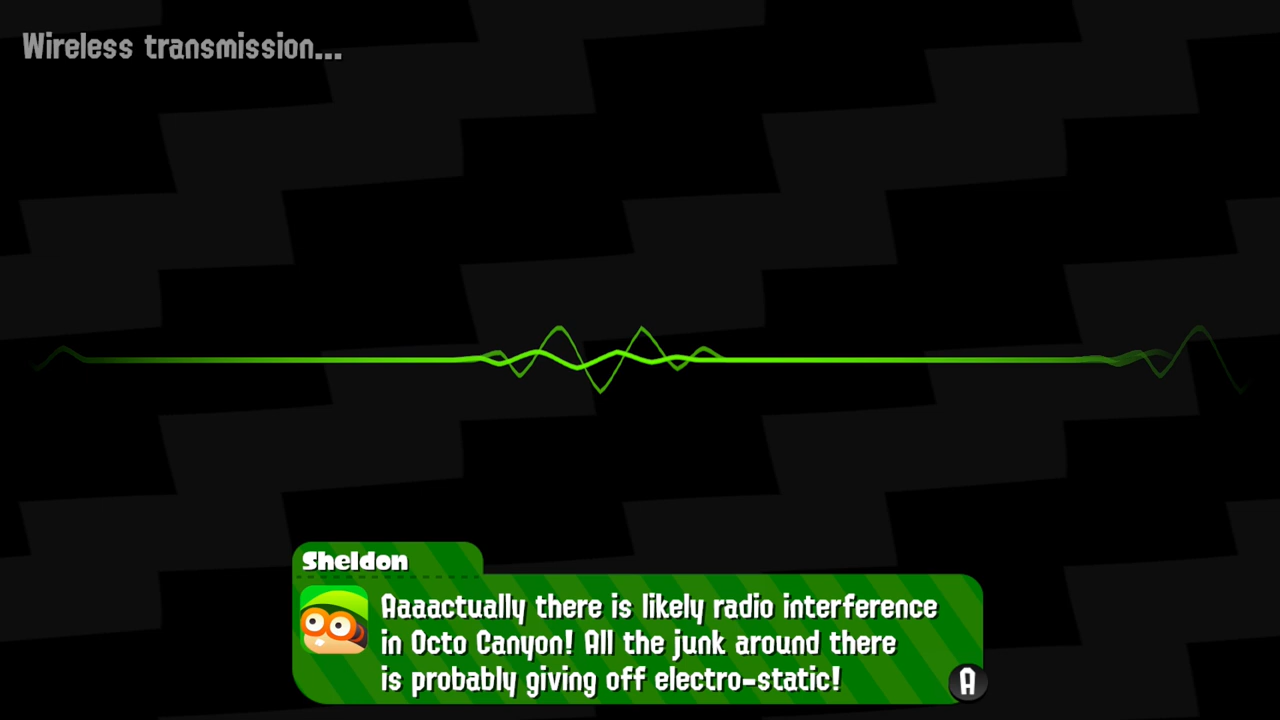 Wireless transmission...
Sheldon
Aaaactually there is likely radio interference
in Octo Canyon! All the junk around there
is probably giving off electro-static!
A